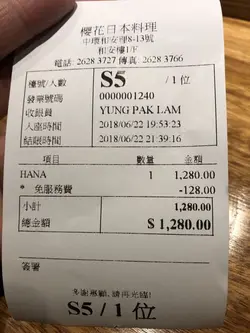 櫻花日本料理
中環和安里8-13號
和安樓1/F
電話: 2628 3727 傳真: 2628 3766
檯號/人數 S5 / 1 位
發票號碼 0000001240
收銀員 YUNG PAK LAM
入座時間 2018/06/22 19:53:23
結賬時間 2018/06/22 21:39:16
項目 數量 金額
HANA 1 1,280.00
* 免服務費 -128.00
小計 1,280.00
總金額 $ 1,280.00
簽署
多謝惠顧, 請再光臨!
S5 / 1 位